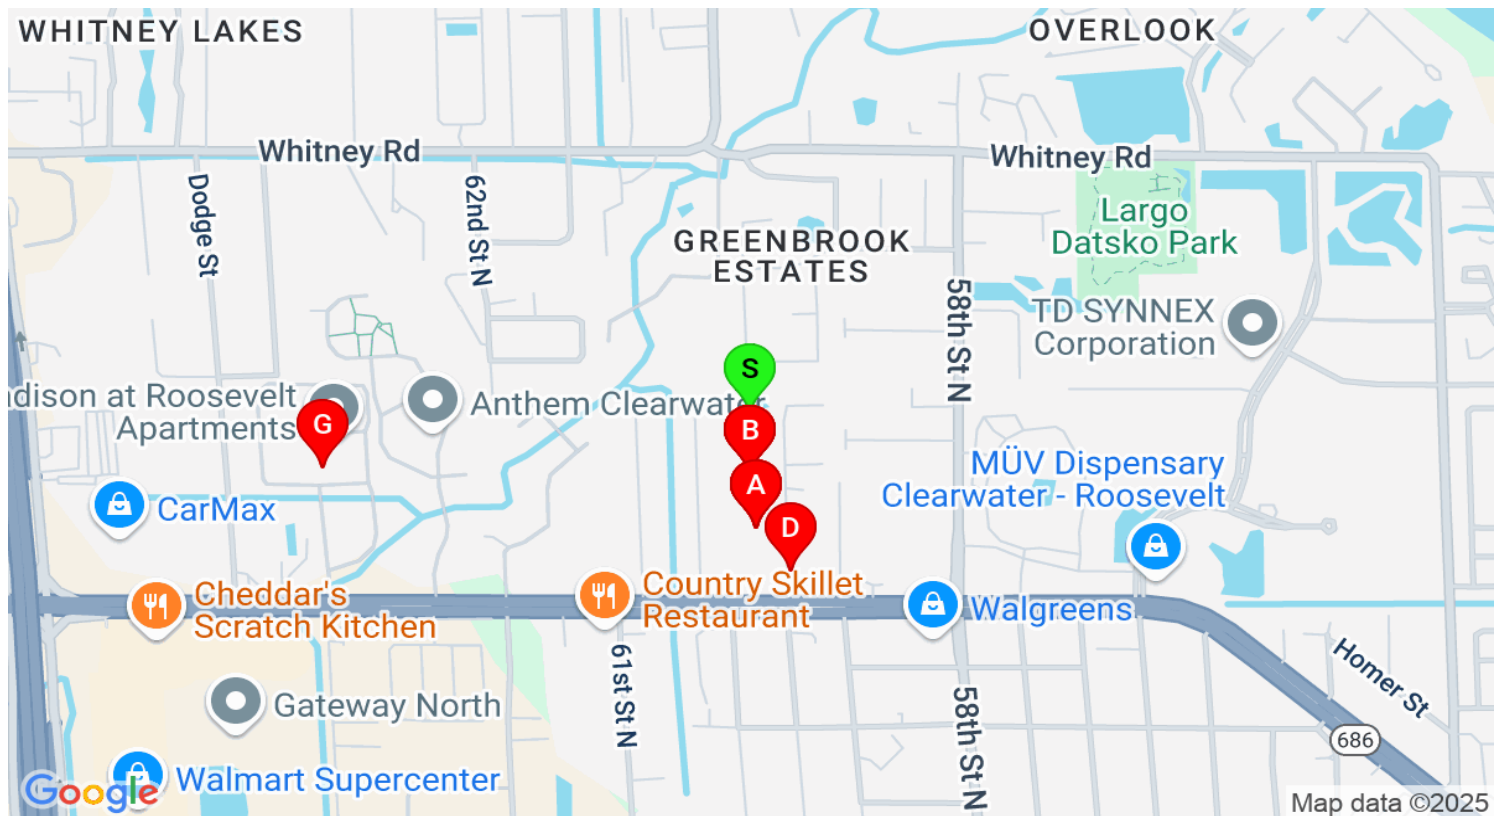 WHITNEY LAKES
OVERLOOK
Whitney Rd
Whitney Rd
Dodge St
62nd St N
Largo
Datsko Park
GREENBROOK
ESTATES
58th St N
TD SYNNEX
Corporation
S
adison at Roosevelt
Apartments
Anthem Clearwater
G
B
MÜV Dispensary
Clearwater - Roosevelt
A
CarMax
D
Country Skillet
Restaurant
Cheddar's
Scratch Kitchen
Walgreens
61st St N
Homer St
58th St N
Gateway North
686
Walmart Supercenter
Google
Map data ©2025